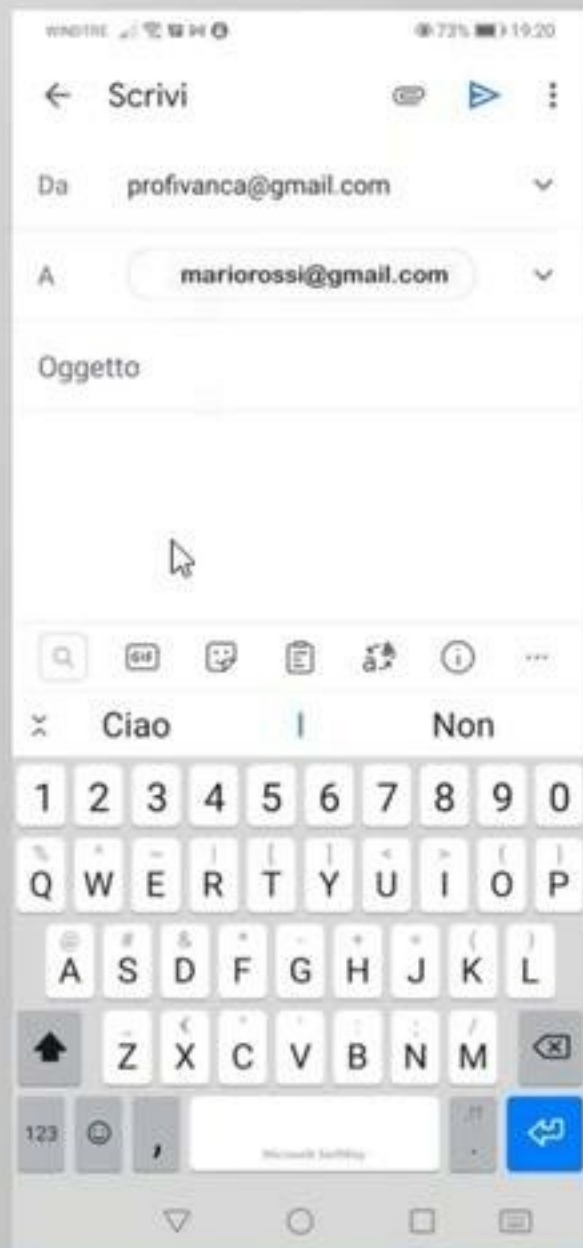 WINDTRE 73% 19:20
Scrivi
Da profivanca@gmail.com
A mariorossi@gmail.com
Oggetto
GIF
Ciao I Non
1 2 3 4 5 6 7 8 9 0
Q W E R T Y U I O P
A S D F G H J K L
Z X C V B N M
123 , .